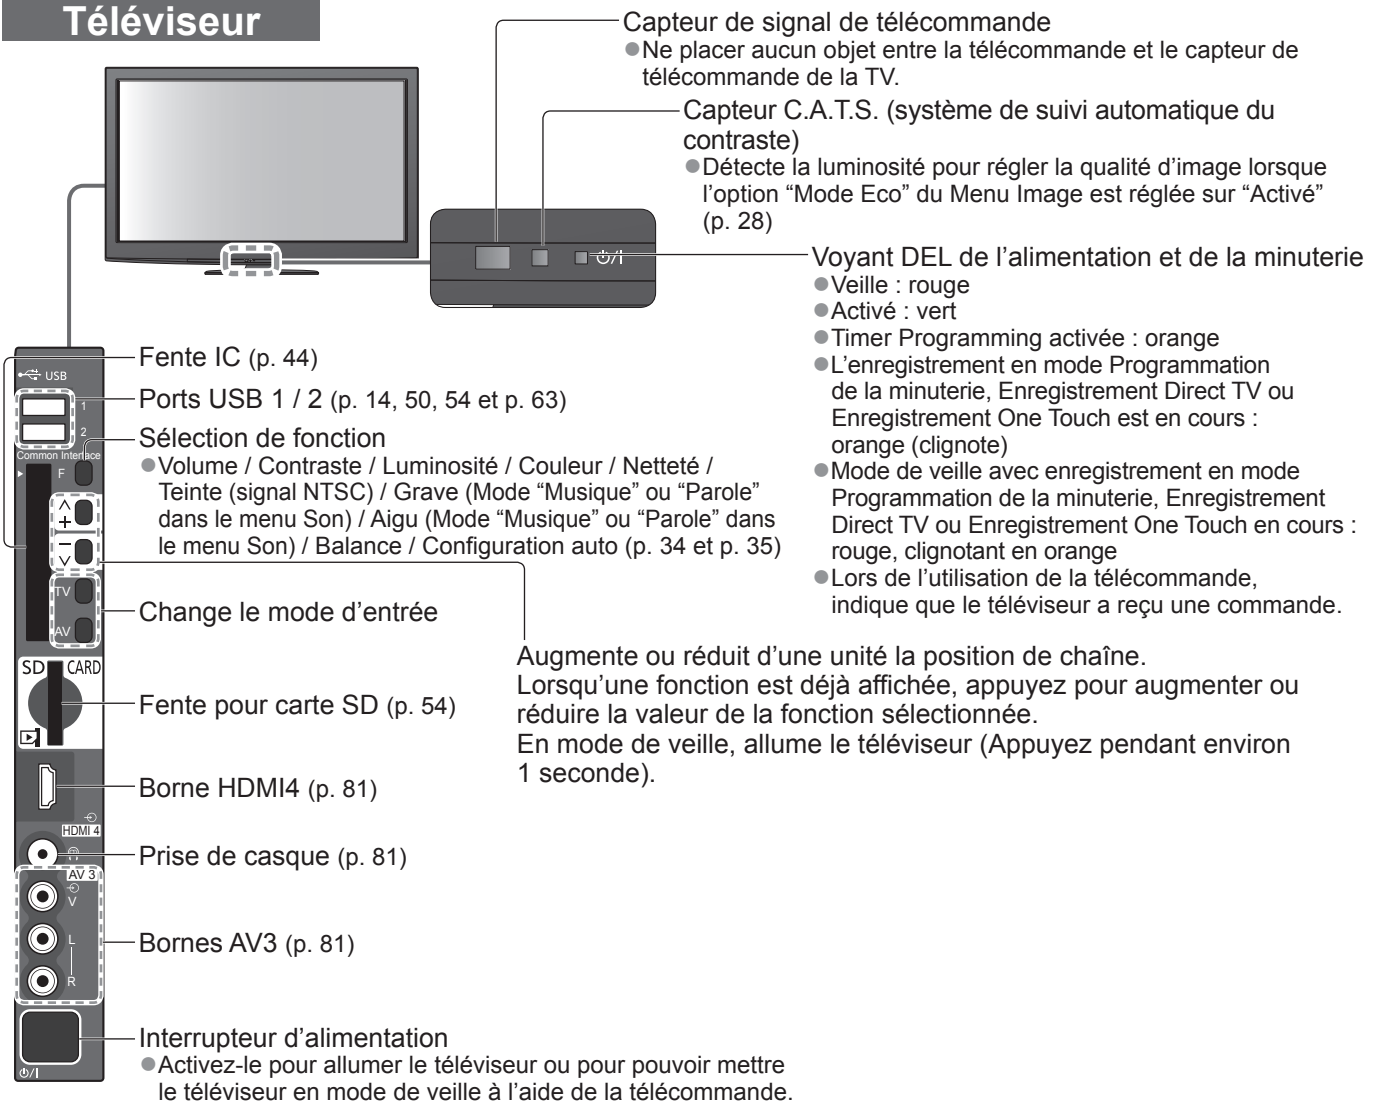 Téléviseur
Capteur de signal de télécommande
●Ne placer aucun objet entre la télécommande et le capteur de
télécommande de la TV.
Capteur C.A.T.S. (système de suivi automatique du
contraste)
●Détecte la luminosité pour régler la qualité d’image lorsque
l’option “Mode Eco” du Menu Image est réglée sur “Activé”
(p. 28)
Voyant DEL de l’alimentation et de la minuterie
●Veille : rouge
●Activé : vert
●Timer Programming activée : orange
●L’enregistrement en mode Programmation
de la minuterie, Enregistrement Direct TV ou
Enregistrement One Touch est en cours :
orange (clignote)
●Mode de veille avec enregistrement en mode
Programmation de la minuterie, Enregistrement
Direct TV ou Enregistrement One Touch en cours :
rouge, clignotant en orange
●Lors de l’utilisation de la télécommande,
indique que le téléviseur a reçu une commande.
Fente IC (p. 44)
Ports USB 1 / 2 (p. 14, 50, 54 et p. 63)
Sélection de fonction
●Volume / Contraste / Luminosité / Couleur / Netteté /
Teinte (signal NTSC) / Grave (Mode “Musique” ou “Parole”
dans le menu Son) / Aigu (Mode “Musique” ou “Parole” dans
le menu Son) / Balance / Configuration auto (p. 34 et p. 35)
Change le mode d’entrée
Augmente ou réduit d’une unité la position de chaîne.
Lorsqu’une fonction est déjà affichée, appuyez pour augmenter ou
réduire la valeur de la fonction sélectionnée.
En mode de veille, allume le téléviseur (Appuyez pendant environ
1 seconde).
Fente pour carte SD (p. 54)
Borne HDMI4 (p. 81)
Prise de casque (p. 81)
Bornes AV3 (p. 81)
Interrupteur d’alimentation
●Activez-le pour allumer le téléviseur ou pour pouvoir mettre
le téléviseur en mode de veille à l’aide de la télécommande.
USB
1
2
Common Interface
F
+
−
TV
AV
SD CARD
HDMI 4
AV 3
V
L
R
⏻/I
⏻/I